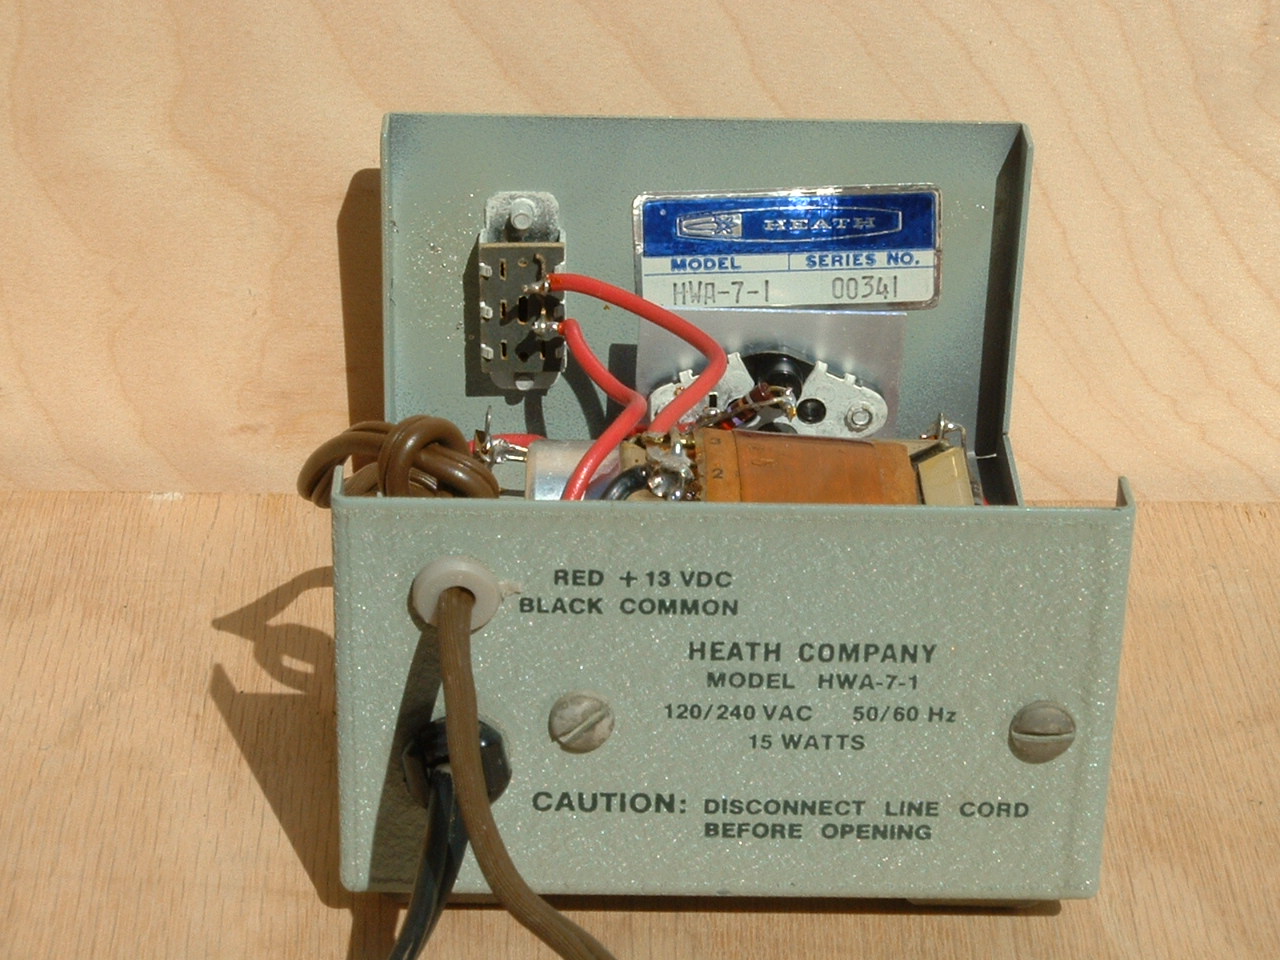 HEATH
MODEL SERIES NO.
HWA-7-1 00341
2
RED + 13 VDC
BLACK COMMON
HEATH COMPANY
MODEL HWA-7-1
120/240 VAC 50/60 Hz
15 WATTS
CAUTION: DISCONNECT LINE CORD
BEFORE OPENING